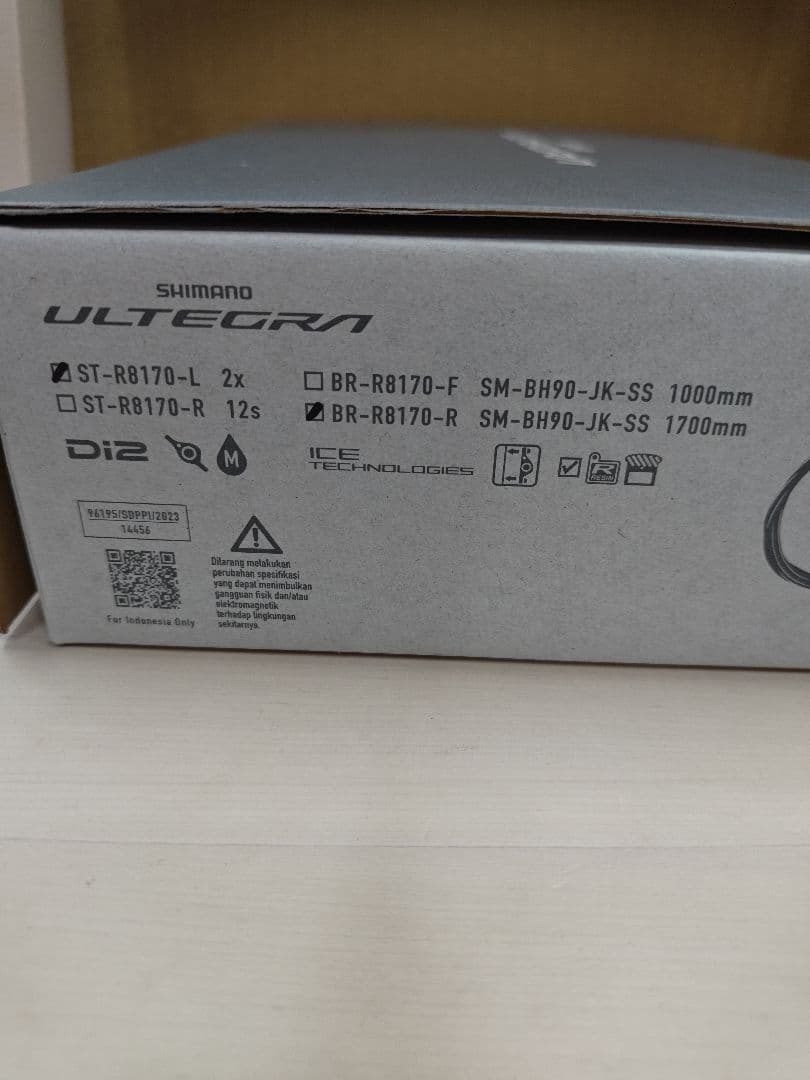 SHIMANO
ULTEGRA
ST-R8170-L 2x
ST-R8170-R 12s
BR-R8170-F SM-BH90-JK-SS 1000mm
BR-R8170-R SM-BH90-JK-SS 1700mm
Di2
M
ICE
TECHNOLOGIES
R
RESIN
96195/SDPPI/2023
14456
For Indonesia Only
Dilarang melakukan
perubahan spesifikasi
yang dapat menimbulkan
gangguan fisik dan/atau
elektromagnetik
terhadap lingkungan
sekitarnya.